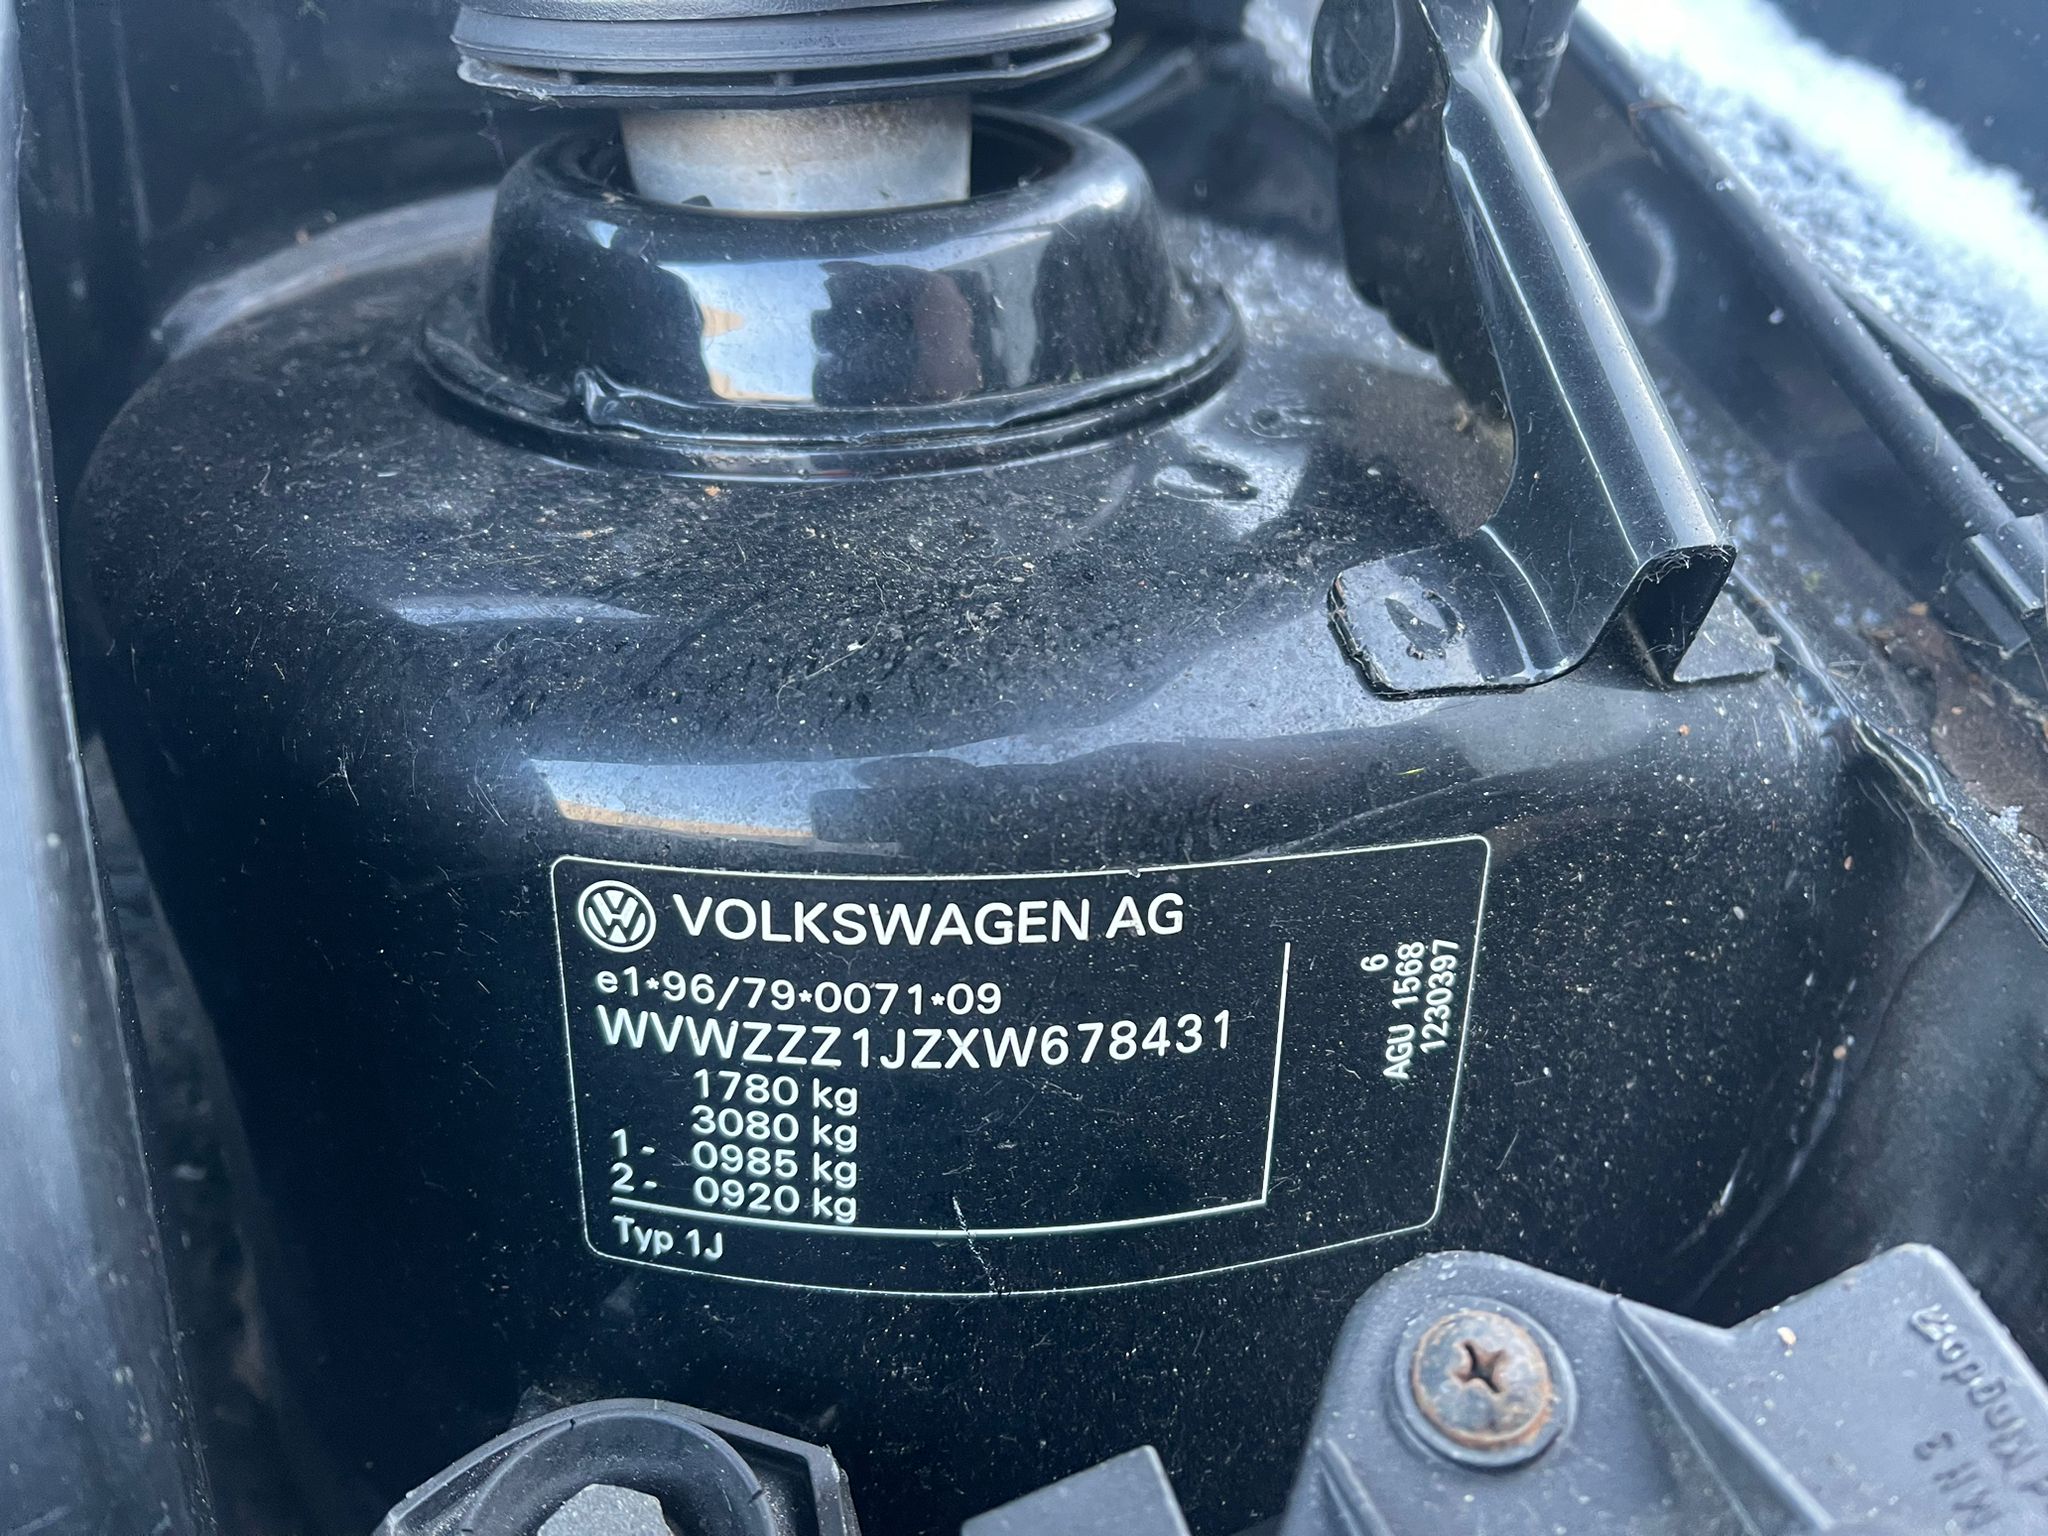 VOLKSWAGEN AG
e1*96/79*0071*09
WVWZZZ1JZXW678431
1780 kg
3080 kg
1- 0985 kg
2- 0920 kg
Typ 1J
6
AGU 1568
1230397